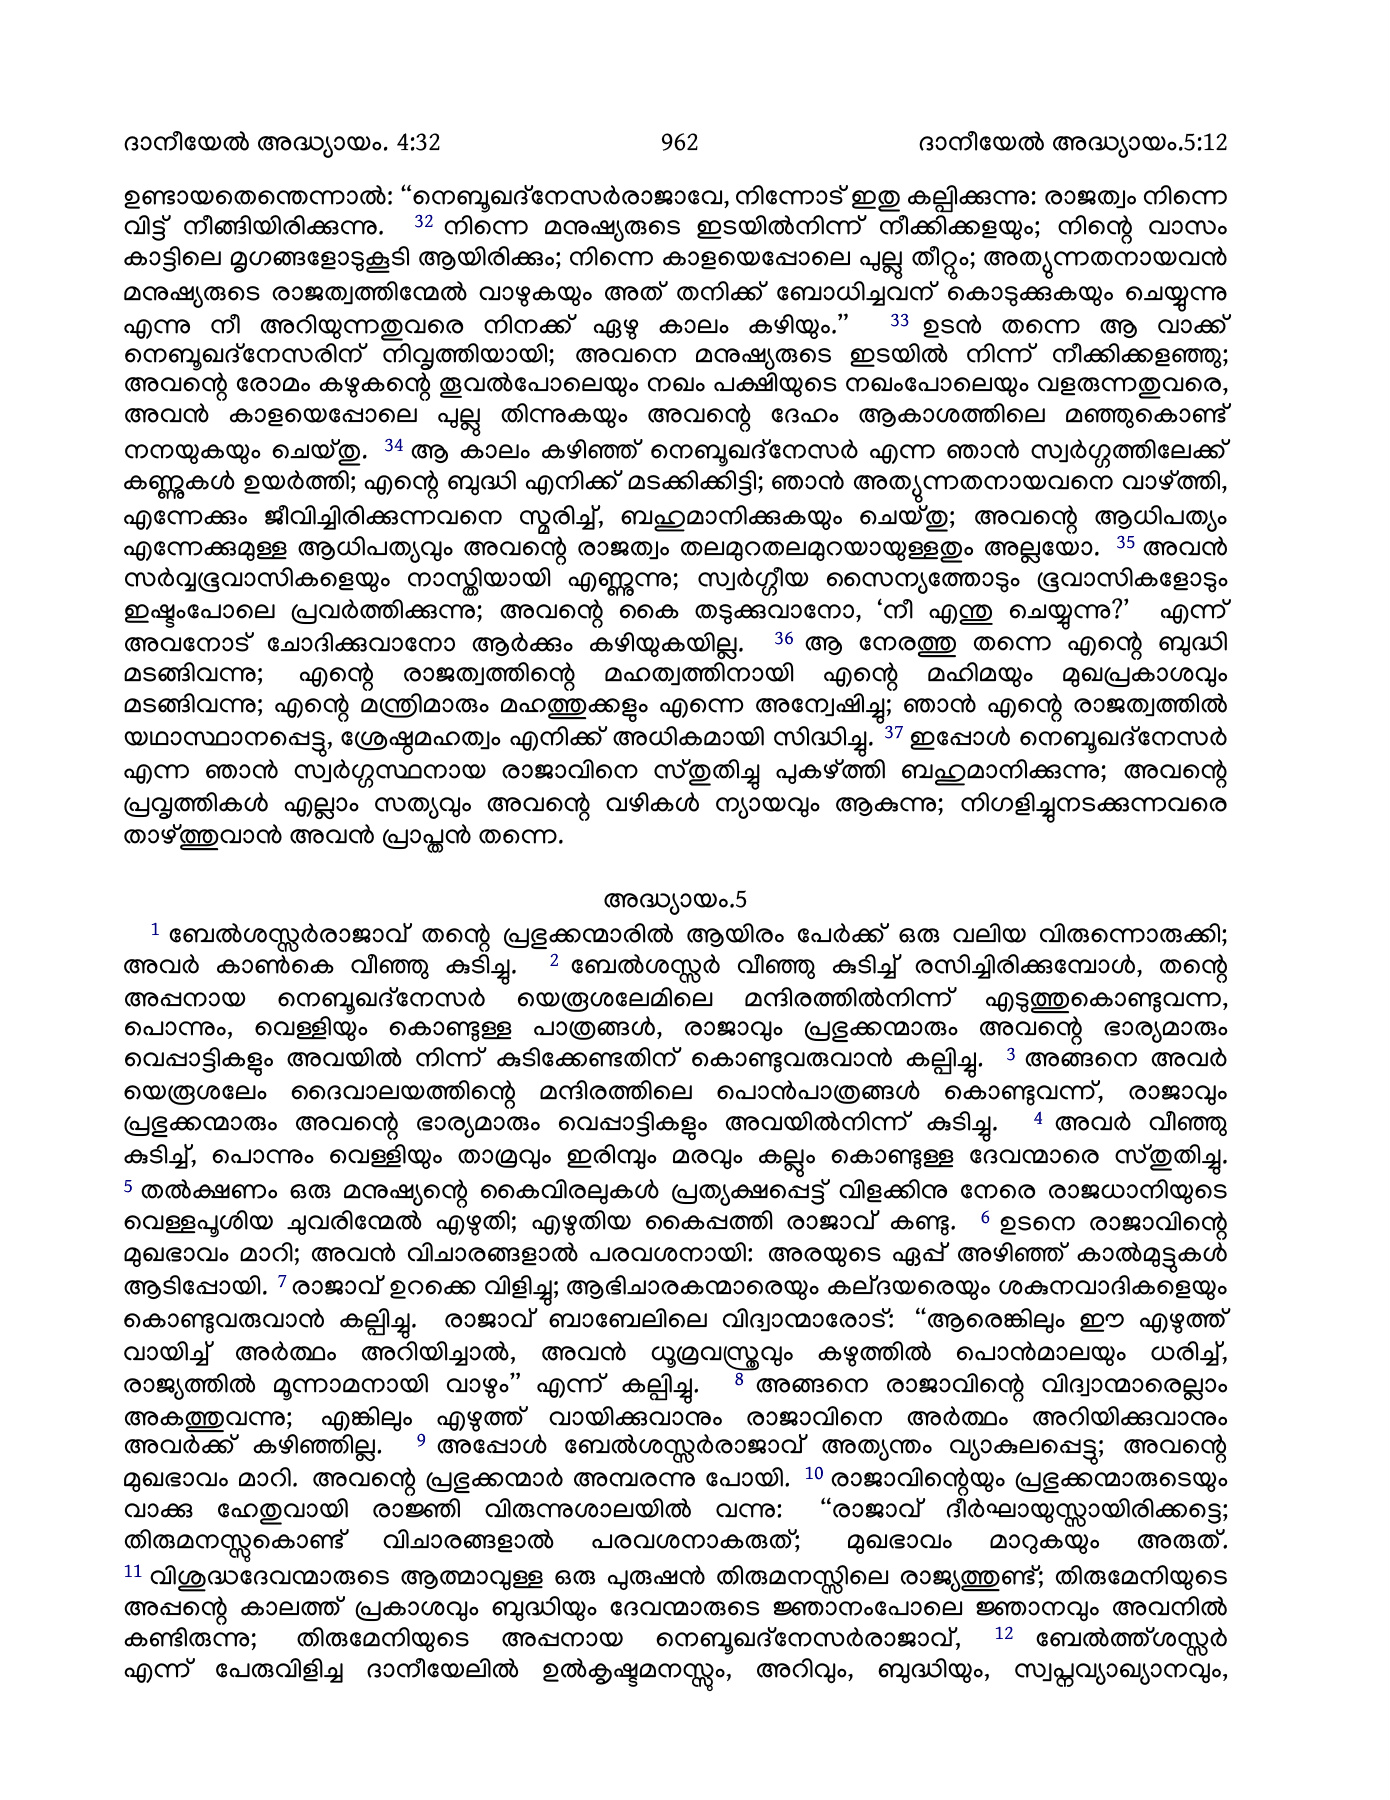 ദാനീയേൽ അദ്ധ്യായം. 4:32 962 ദാനീയേൽ അദ്ധ്യായം.5:12
ഉണ്ടായതെന്തെന്നാൽ: “നെബൂഖദ്നേസർരാജാവേ, നിന്നോട് ഇതു കല്പിക്കുന്നു: രാജത്വം നിന്നെ
വിട്ട് നീങ്ങിയിരിക്കുന്നു. 32 നിന്നെ മനുഷ്യരുടെ ഇടയിൽനിന്ന് നീക്കിക്കളയും; നിന്റെ വാസം
കാട്ടിലെ മൃഗങ്ങളോടുകൂടി ആയിരിക്കും; നിന്നെ കാളയെപ്പോലെ പുല്ലു തീറ്റും; അത്യുന്നതനായവൻ
മനുഷ്യരുടെ രാജത്വത്തിന്മേൽ വാഴുകയും അത് തനിക്ക് ബോധിച്ചവന് കൊടുക്കുകയും ചെയ്യുന്നു
എന്നു നീ അറിയുന്നതുവരെ നിനക്ക് ഏഴു കാലം കഴിയും.” 33 ഉടൻ തന്നെ ആ വാക്ക്
നെബൂഖദ്നേസരിന് നിവൃത്തിയായി; അവനെ മനുഷ്യരുടെ ഇടയിൽ നിന്ന് നീക്കിക്കളഞ്ഞു;
അവന്റെ രോമം കഴുകന്റെ തൂവൽപോലെയും നഖം പക്ഷിയുടെ നഖംപോലെയും വളരുന്നതുവരെ,
അവൻ കാളയെപ്പോലെ പുല്ലു തിന്നുകയും അവന്റെ ദേഹം ആകാശത്തിലെ മഞ്ഞുകൊണ്ട്
നനയുകയും ചെയ്തു. 34 ആ കാലം കഴിഞ്ഞ് നെബൂഖദ്നേസർ എന്ന ഞാൻ സ്വർഗ്ഗത്തിലേക്ക്
കണ്ണുകൾ ഉയർത്തി; എന്റെ ബുദ്ധി എനിക്ക് മടക്കിക്കിട്ടി; ഞാൻ അത്യുന്നതനായവനെ വാഴ്ത്തി,
എന്നേക്കും ജീവിച്ചിരിക്കുന്നവനെ സ്മരിച്ച്, ബഹുമാനിക്കുകയും ചെയ്തു; അവന്റെ ആധിപത്യം
എന്നേക്കുമുള്ള ആധിപത്യവും അവന്റെ രാജത്വം തലമുറതലമുറയായുള്ളതും അല്ലയോ. 35 അവൻ
സർവ്വഭൂവാസികളെയും നാസ്തിയായി എണ്ണുന്നു; സ്വർഗ്ഗീയ സൈന്യത്തോടും ഭൂവാസികളോടും
ഇഷ്ടംപോലെ പ്രവർത്തിക്കുന്നു; അവന്റെ കൈ തടുക്കുവാനോ, ‘നീ എന്തു ചെയ്യുന്നു?’ എന്ന്
അവനോട് ചോദിക്കുവാനോ ആർക്കും കഴിയുകയില്ല. 36 ആ നേരത്തു തന്നെ എന്റെ ബുദ്ധി
മടങ്ങിവന്നു; എന്റെ രാജത്വത്തിന്റെ മഹത്വത്തിനായി എന്റെ മഹിമയും മുഖപ്രകാശവും
മടങ്ങിവന്നു; എന്റെ മന്ത്രിമാരും മഹത്തുക്കളും എന്നെ അന്വേഷിച്ചു; ഞാൻ എന്റെ രാജത്വത്തിൽ
യഥാസ്ഥാനപ്പെട്ടു, ശ്രേഷ്ഠമഹത്വം എനിക്ക് അധികമായി സിദ്ധിച്ചു. 37 ഇപ്പോൾ നെബൂഖദ്നേസർ
എന്ന ഞാൻ സ്വർഗ്ഗസ്ഥനായ രാജാവിനെ സ്തുതിച്ചു പുകഴ്ത്തി ബഹുമാനിക്കുന്നു; അവന്റെ
പ്രവൃത്തികൾ എല്ലാം സത്യവും അവന്റെ വഴികൾ ന്യായവും ആകുന്നു; നിഗളിച്ചുനടക്കുന്നവരെ
താഴ്ത്തുവാൻ അവൻ പ്രാപ്തൻ തന്നെ.
അദ്ധ്യായം.5
1 ബേൽശസ്സർരാജാവ് തന്റെ പ്രഭുക്കന്മാരിൽ ആയിരം പേർക്ക് ഒരു വലിയ വിരുന്നൊരുക്കി;
അവർ കാൺകെ വീഞ്ഞു കുടിച്ചു. 2 ബേൽശസ്സർ വീഞ്ഞു കുടിച്ച് രസിച്ചിരിക്കുമ്പോൾ, തന്റെ
അപ്പനായ നെബൂഖദ്നേസർ യെരൂശലേമിലെ മന്ദിരത്തിൽനിന്ന് എടുത്തുകൊണ്ടുവന്ന,
പൊന്നും, വെള്ളിയും കൊണ്ടുള്ള പാത്രങ്ങൾ, രാജാവും പ്രഭുക്കന്മാരും അവന്റെ ഭാര്യമാരും
വെപ്പാട്ടികളും അവയിൽ നിന്ന് കുടിക്കേണ്ടതിന് കൊണ്ടുവരുവാൻ കല്പിച്ചു. 3 അങ്ങനെ അവർ
യെരൂശലേം ദൈവാലയത്തിന്റെ മന്ദിരത്തിലെ പൊൻപാത്രങ്ങൾ കൊണ്ടുവന്ന്, രാജാവും
പ്രഭുക്കന്മാരും അവന്റെ ഭാര്യമാരും വെപ്പാട്ടികളും അവയിൽനിന്ന് കുടിച്ചു. 4 അവർ വീഞ്ഞു
കുടിച്ച്, പൊന്നും വെള്ളിയും താമ്രവും ഇരിമ്പും മരവും കല്ലും കൊണ്ടുള്ള ദേവന്മാരെ സ്തുതിച്ചു.
5 തൽക്ഷണം ഒരു മനുഷ്യന്റെ കൈവിരലുകൾ പ്രത്യക്ഷപ്പെട്ട് വിളക്കിനു നേരെ രാജധാനിയുടെ
വെള്ളപൂശിയ ചുവരിന്മേൽ എഴുതി; എഴുതിയ കൈപ്പത്തി രാജാവ് കണ്ടു. 6 ഉടനെ രാജാവിന്റെ
മുഖഭാവം മാറി; അവൻ വിചാരങ്ങളാൽ പരവശനായി: അരയുടെ ഏപ്പ് അഴിഞ്ഞ് കാൽമുട്ടുകൾ
ആടിപ്പോയി. 7 രാജാവ് ഉറക്കെ വിളിച്ചു; ആഭിചാരകന്മാരെയും കല്ദയരെയും ശകുനവാദികളെയും
കൊണ്ടുവരുവാൻ കല്പിച്ചു. രാജാവ് ബാബേലിലെ വിദ്വാന്മാരോട്: “ആരെങ്കിലും ഈ എഴുത്ത്
വായിച്ച് അർത്ഥം അറിയിച്ചാൽ, അവൻ ധൂമ്രവസ്ത്രവും കഴുത്തിൽ പൊൻമാലയും ധരിച്ച്,
രാജ്യത്തിൽ മൂന്നാമനായി വാഴും” എന്ന് കല്പിച്ചു. 8 അങ്ങനെ രാജാവിന്റെ വിദ്വാന്മാരെല്ലാം
അകത്തുവന്നു; എങ്കിലും എഴുത്ത് വായിക്കുവാനും രാജാവിനെ അർത്ഥം അറിയിക്കുവാനും
അവർക്ക് കഴിഞ്ഞില്ല. 9 അപ്പോൾ ബേൽശസ്സർരാജാവ് അത്യന്തം വ്യാകുലപ്പെട്ടു; അവന്റെ
മുഖഭാവം മാറി. അവന്റെ പ്രഭുക്കന്മാർ അമ്പരന്നു പോയി. 10 രാജാവിന്റെയും പ്രഭുക്കന്മാരുടെയും
വാക്കു ഹേതുവായി രാജ്ഞി വിരുന്നുശാലയിൽ വന്നു: “രാജാവ് ദീർഘായുസ്സായിരിക്കട്ടെ;
തിരുമനസ്സുകൊണ്ട് വിചാരങ്ങളാൽ പരവശനാകരുത്; മുഖഭാവം മാറുകയും അരുത്.
11 വിശുദ്ധദേവന്മാരുടെ ആത്മാവുള്ള ഒരു പുരുഷൻ തിരുമനസ്സിലെ രാജ്യത്തുണ്ട്; തിരുമേനിയുടെ
അപ്പന്റെ കാലത്ത് പ്രകാശവും ബുദ്ധിയും ദേവന്മാരുടെ ജ്ഞാനംപോലെ ജ്ഞാനവും അവനിൽ
കണ്ടിരുന്നു; തിരുമേനിയുടെ അപ്പനായ നെബൂഖദ്നേസർരാജാവ്, 12 ബേൽത്ത്ശസ്സർ
എന്ന് പേരുവിളിച്ച ദാനീയേലിൽ ഉൽകൃഷ്ടമനസ്സും, അറിവും, ബുദ്ധിയും, സ്വപ്നവ്യാഖ്യാനവും,